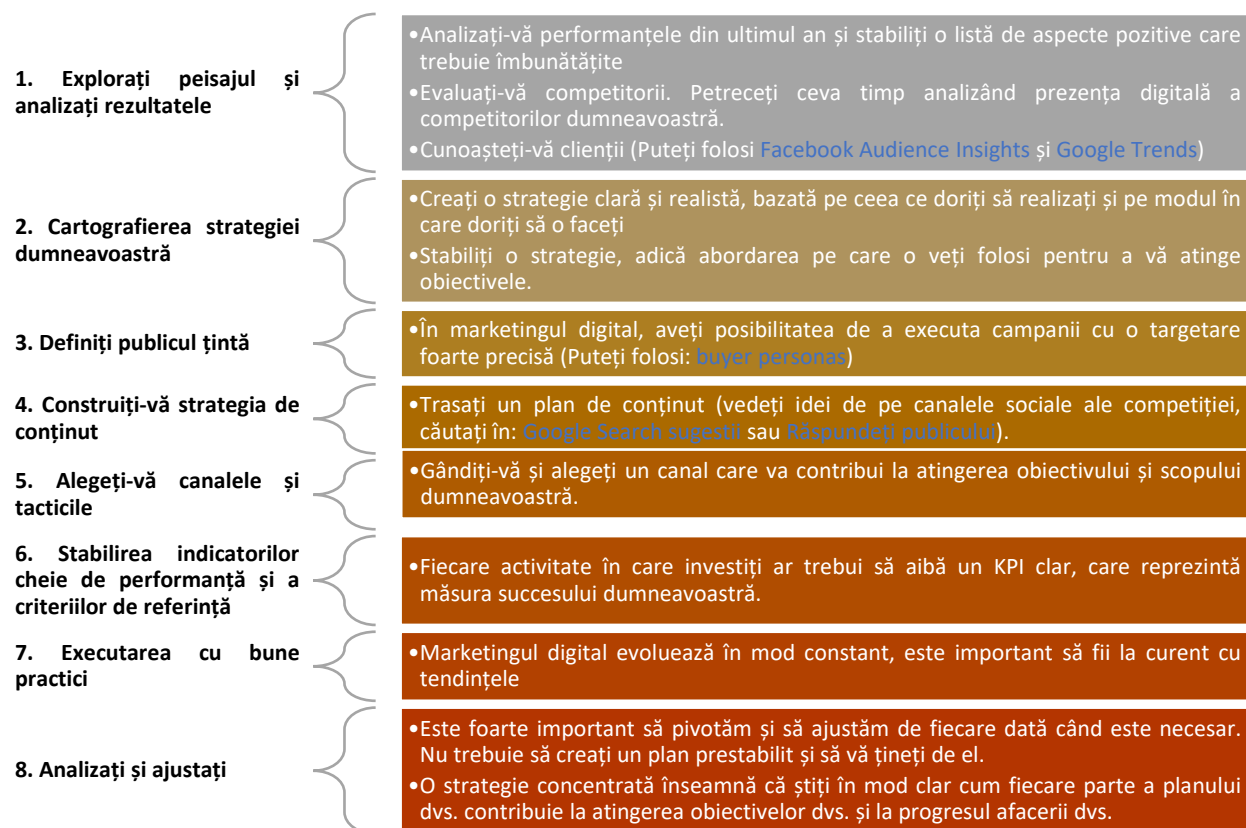 1. Explorați peisajul și
analizați rezultatele
•Analizați-vă performanțele din ultimul an și stabiliți o listă de aspecte pozitive care
trebuie îmbunătățite
•Evaluați-vă competitorii. Petreceți ceva timp analizând prezența digitală a
competitorilor dumneavoastră.
•Cunoașteți-vă clienții (Puteți folosi Facebook Audience Insights și Google Trends)
2. Cartografierea strategiei
dumneavoastră
•Creați o strategie clară și realistă, bazată pe ceea ce doriți să realizați și pe modul în
care doriți să o faceți
•Stabiliți o strategie, adică abordarea pe care o veți folosi pentru a vă atinge
obiectivele.
3. Definiți publicul țintă
•În marketingul digital, aveți posibilitatea de a executa campanii cu o targetare
foarte precisă (Puteți folosi: buyer personas)
4. Construiți-vă strategia de
conținut
•Trasați un plan de conținut (vedeți idei de pe canalele sociale ale competiției,
căutați în: Google Search sugestii sau Răspundeți publicului).
5. Alegeți-vă canalele și
tacticile
•Gândiți-vă și alegeți un canal care va contribui la atingerea obiectivului și scopului
dumneavoastră.
6. Stabilirea indicatorilor
cheie de performanță și a
criteriilor de referință
•Fiecare activitate în care investiți ar trebui să aibă un KPI clar, care reprezintă
măsura succesului dumneavoastră.
7. Executarea cu bune
practici
•Marketingul digital evoluează în mod constant, este important să fii la curent cu
tendințele
8. Analizați și ajustați
•Este foarte important să pivotăm și să ajustăm de fiecare dată când este necesar.
Nu trebuie să creați un plan prestabilit și să vă țineți de el.
•O strategie concentrată înseamnă că știți în mod clar cum fiecare parte a planului
dvs. contribuie la atingerea obiectivelor dvs. și la progresul afacerii dvs.